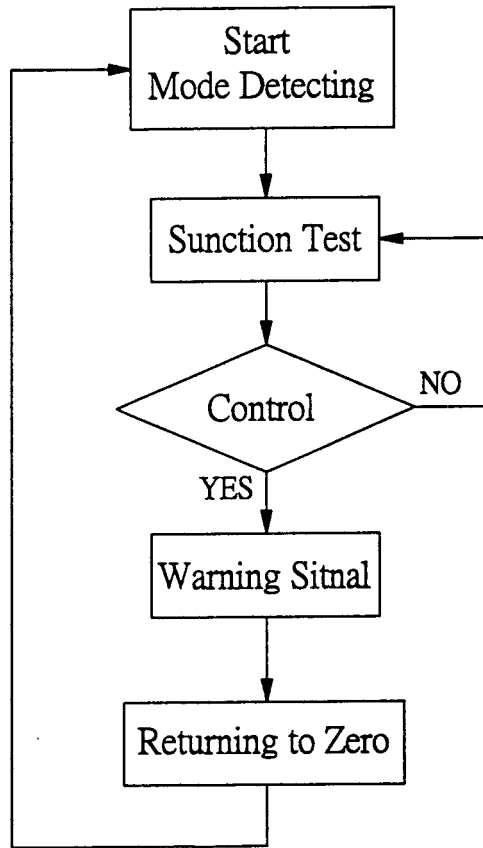 Start
Mode Detecting
Sunction Test
Control
NO
YES
Warning Sitnal
Returning to Zero